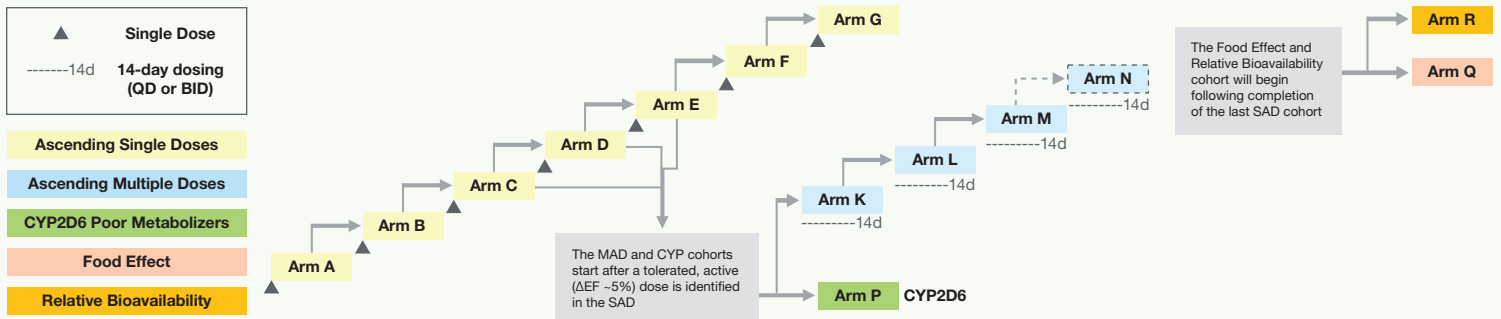 Single Dose
-------14d 14-day dosing
(QD or BID)
Ascending Single Doses
Ascending Multiple Doses
CYP2D6 Poor Metabolizers
Food Effect
Relative Bioavailability
Arm A
Arm B
Arm C
Arm D
Arm E
Arm F
Arm G
The MAD and CYP cohorts
start after a tolerated, active
(ΔEF ~5%) dose is identified
in the SAD
Arm K
---------14d
Arm L
---------14d
Arm M
---------14d
Arm N
---------14d
Arm P CYP2D6
The Food Effect and
Relative Bioavailability
cohort will begin
following completion
of the last SAD cohort
Arm R
Arm Q